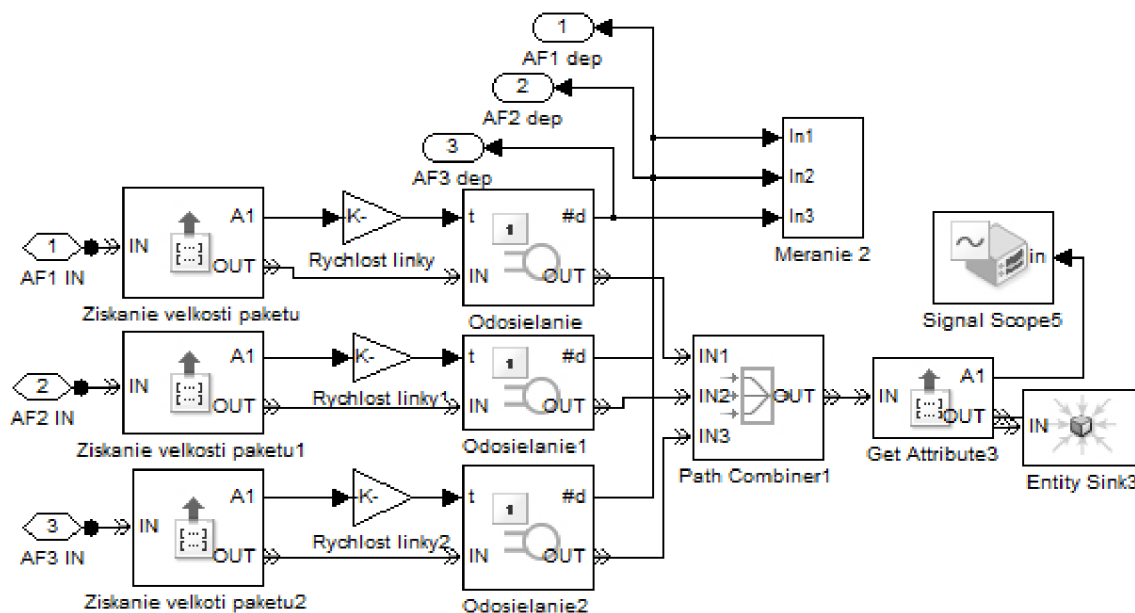 1
AF1 dep
2
AF2 dep
3
AF3 dep
In1
In2
In3
Meranie 2
1
AF1 IN
IN
A1
[...]
OUT
Ziskanie velkosti paketu
K-
Rychlost linky
t
#d
1
IN
OUT
Odosielanie
in
Signal Scope5
2
AF2 IN
IN
A1
[...]
OUT
Ziskanie velkosti paketu1
K-
Rychlost linky1
t
#d
1
IN
OUT
Odosielanie1
IN1
IN2
IN3
OUT
Path Combiner1
IN
A1
[...]
OUT
Get Attribute3
IN
Entity Sink3
3
AF3 IN
IN
A1
[...]
OUT
Ziskanie velkoti paketu2
K-
Rychlost linky2
t
#d
1
IN
OUT
Odosielanie2